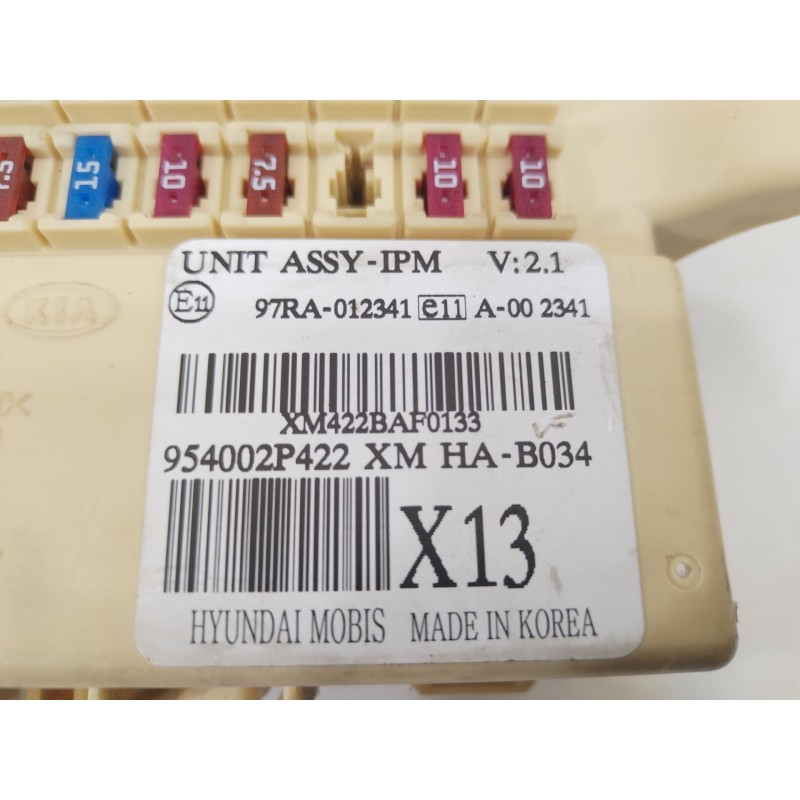 7.5 15 10 7.5 10 10
UNIT ASSY-IPM V:2.1
E11 97RA-012341 e11 A-00 2341
KIA
XM422BAF0133
954002P422 XM HA-B034
X13
HYUNDAI MOBIS MADE IN KOREA